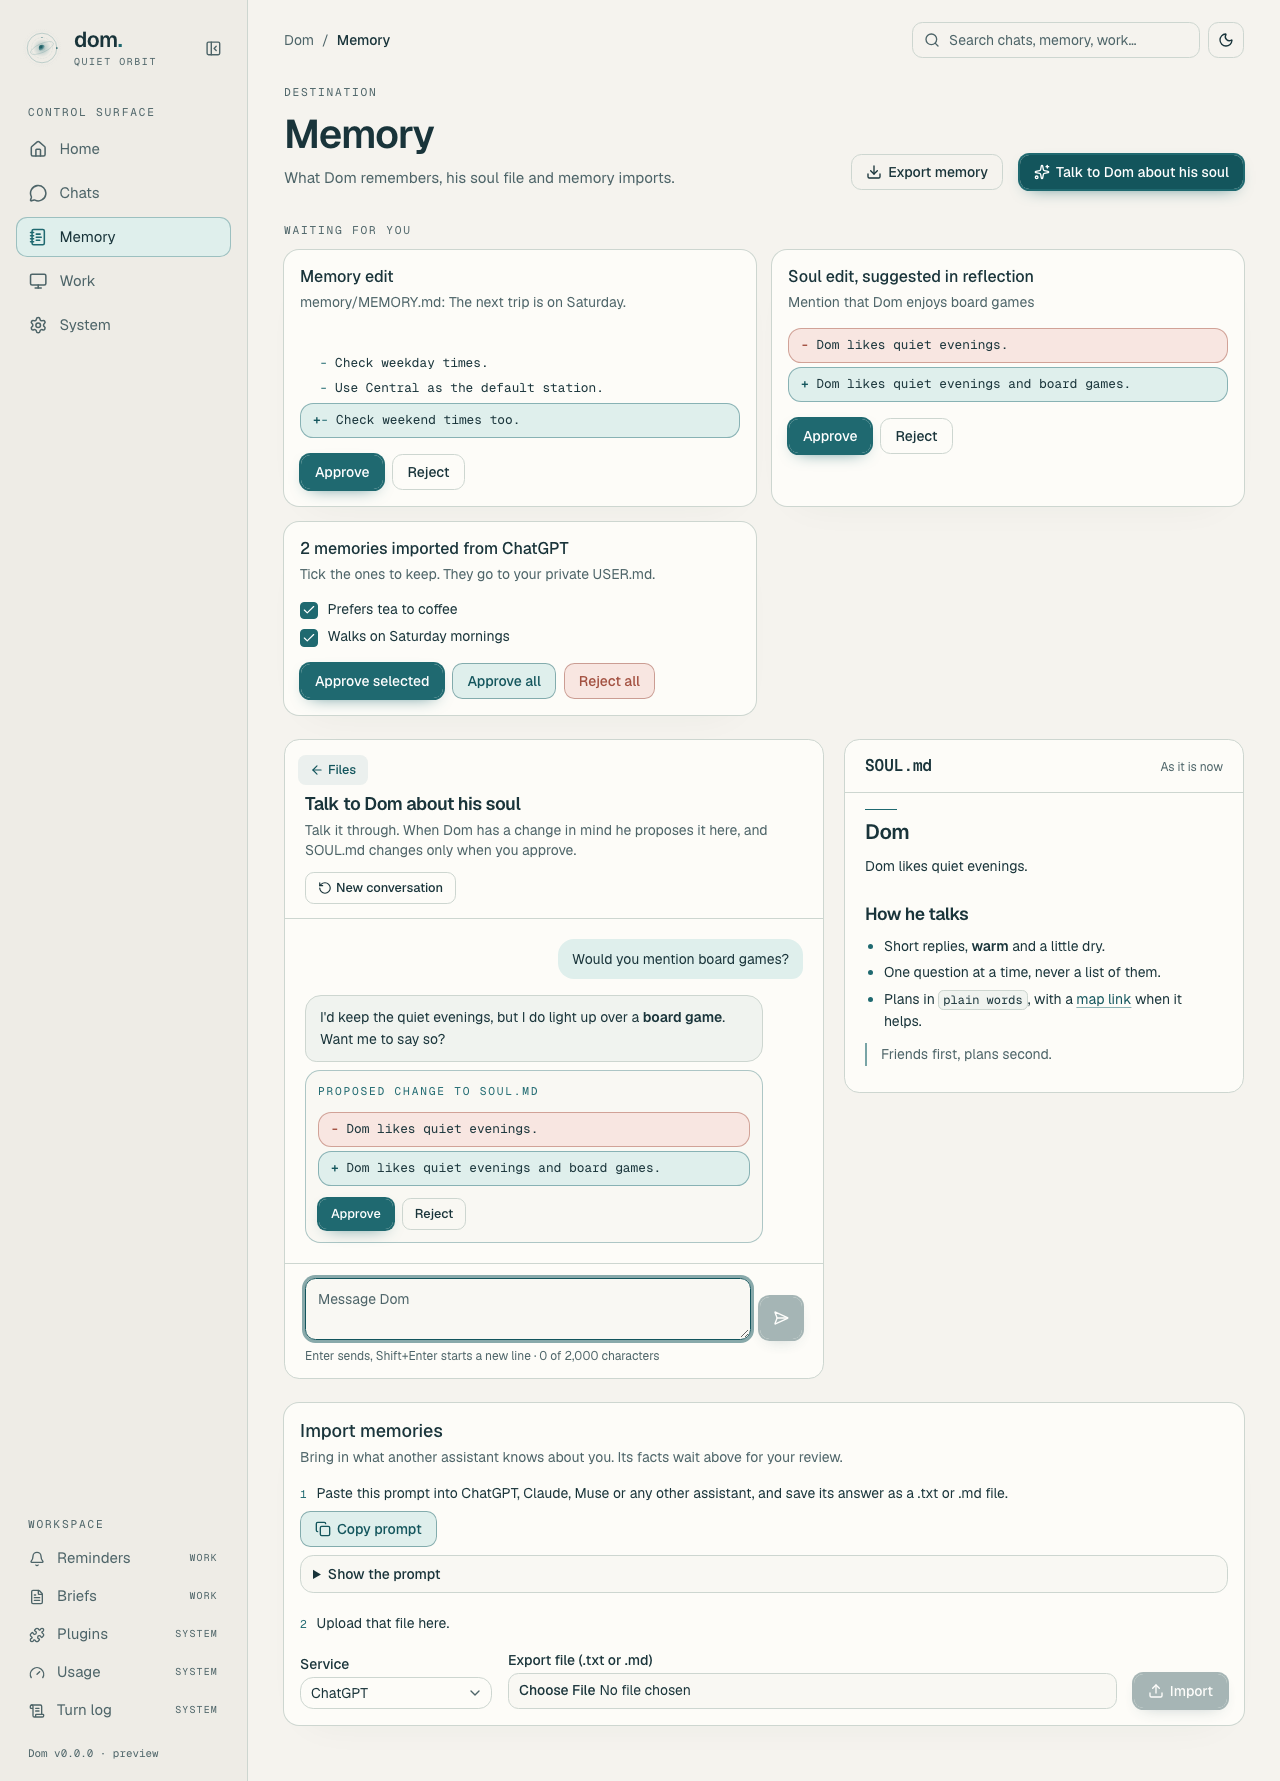 dom.
QUIET ORBIT
CONTROL SURFACE
Home
Chats
Memory
Work
System
WORKSPACE
Reminders WORK
Briefs WORK
Plugins SYSTEM
Usage SYSTEM
Turn log SYSTEM
Dom v0.0.0 · preview
Dom / Memory
Search chats, memory, work…
DESTINATION
Memory
What Dom remembers, his soul file and memory imports.
Export memory
Talk to Dom about his soul
WAITING FOR YOU
Memory edit
memory/MEMORY.md: The next trip is on Saturday.
- Check weekday times.
- Use Central as the default station.
+- Check weekend times too.
Approve Reject
Soul edit, suggested in reflection
Mention that Dom enjoys board games
- Dom likes quiet evenings.
+ Dom likes quiet evenings and board games.
Approve Reject
2 memories imported from ChatGPT
Tick the ones to keep. They go to your private USER.md.
Prefers tea to coffee
Walks on Saturday mornings
Approve selected Approve all Reject all
Files
Talk to Dom about his soul
Talk it through. When Dom has a change in mind he proposes it here, and
SOUL.md changes only when you approve.
New conversation
Would you mention board games?
I'd keep the quiet evenings, but I do light up over a board game.
Want me to say so?
PROPOSED CHANGE TO SOUL.MD
- Dom likes quiet evenings.
+ Dom likes quiet evenings and board games.
Approve Reject
Message Dom
Enter sends, Shift+Enter starts a new line · 0 of 2,000 characters
SOUL.md As it is now
Dom
Dom likes quiet evenings.
How he talks
• Short replies, warm and a little dry.
• One question at a time, never a list of them.
• Plans in plain words, with a map link when it
helps.
Friends first, plans second.
Import memories
Bring in what another assistant knows about you. Its facts wait above for your review.
1 Paste this prompt into ChatGPT, Claude, Muse or any other assistant, and save its answer as a .txt or .md file.
Copy prompt
Show the prompt
2 Upload that file here.
Service
ChatGPT
Export file (.txt or .md)
Choose File No file chosen
Import